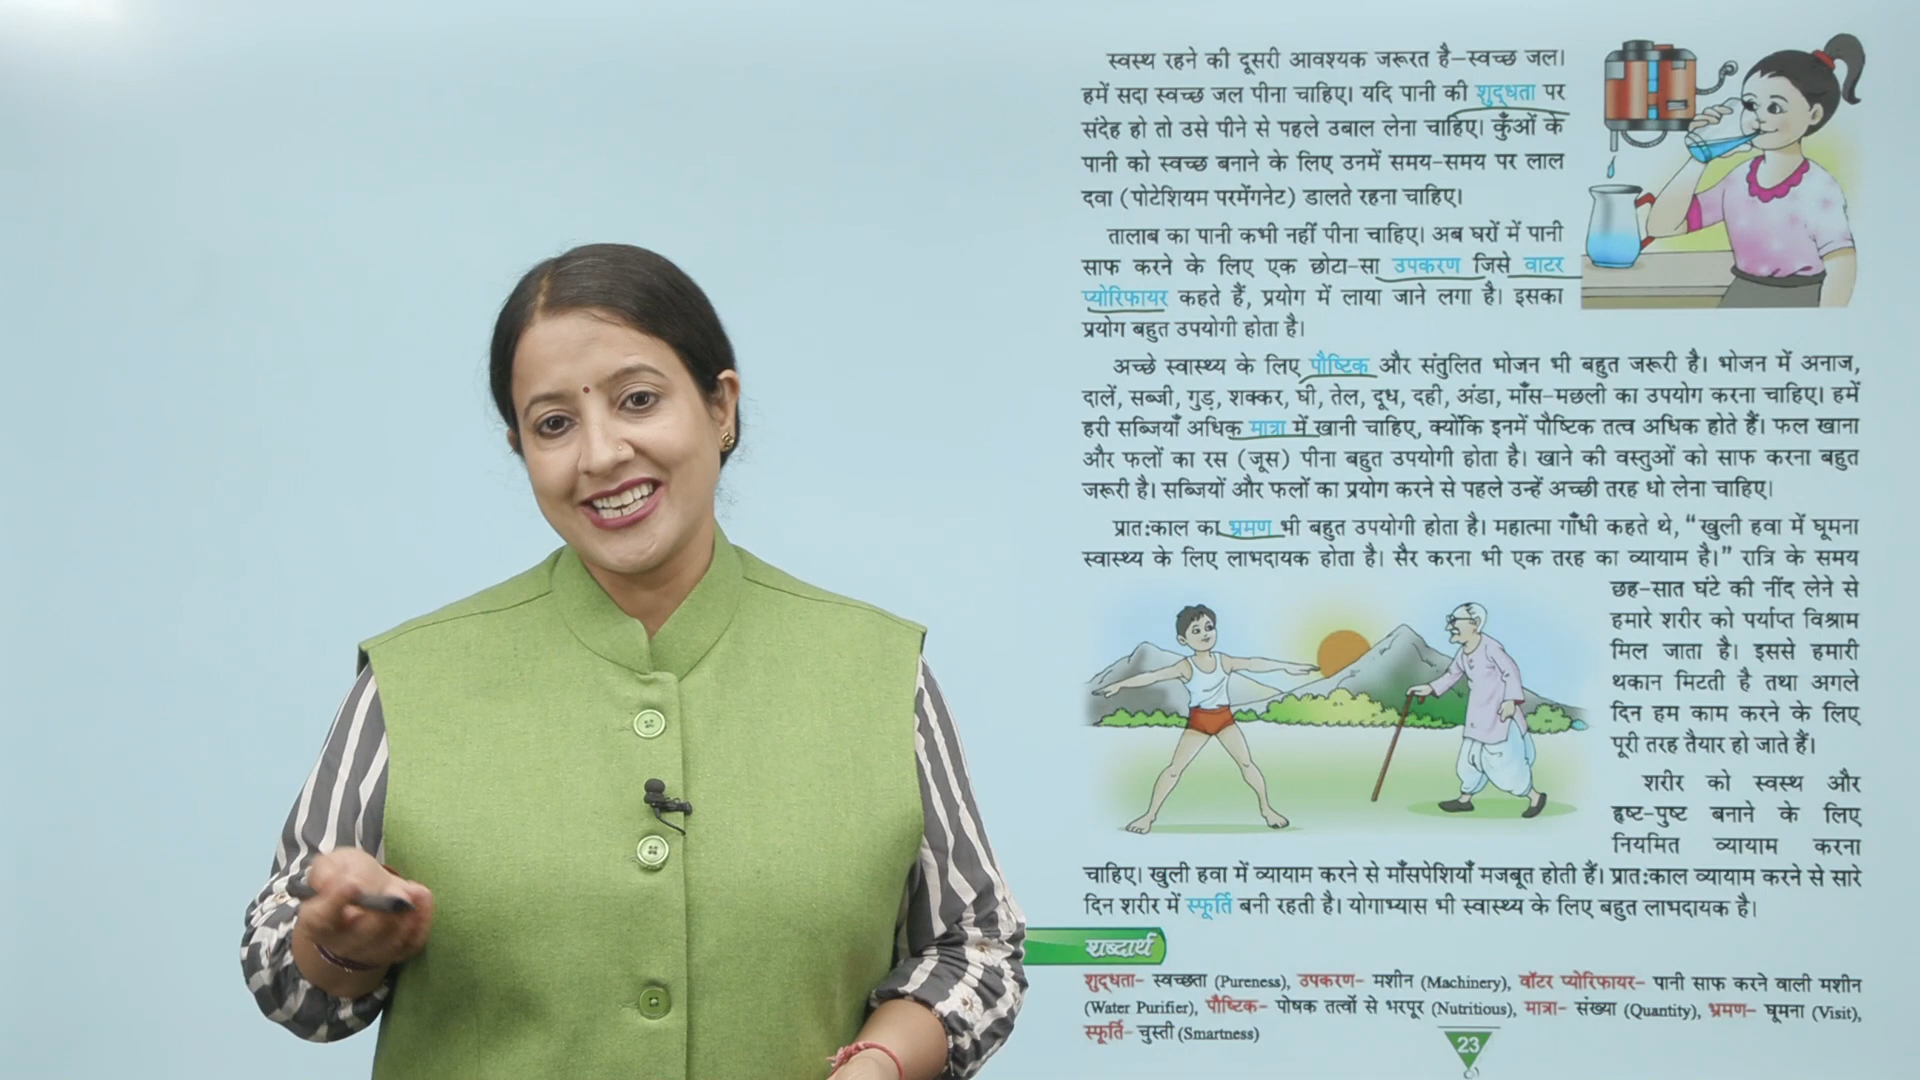 स्वस्थ रहने की दूसरी आवश्यक जरूरत है–स्वच्छ जल।
हमें सदा स्वच्छ जल पीना चाहिए। यदि पानी की शुद्धता पर
संदेह हो तो उसे पीने से पहले उबाल लेना चाहिए। कुँओं के
पानी को स्वच्छ बनाने के लिए उनमें समय-समय पर लाल
दवा (पोटेशियम परमेंगनेट) डालते रहना चाहिए।
तालाब का पानी कभी नहीं पीना चाहिए। अब घरों में पानी
साफ करने के लिए एक छोटा-सा उपकरण जिसे वाटर
प्योरिफायर कहते हैं, प्रयोग में लाया जाने लगा है। इसका
प्रयोग बहुत उपयोगी होता है।
अच्छे स्वास्थ्य के लिए पौष्टिक और संतुलित भोजन भी बहुत जरूरी है। भोजन में अनाज,
दालें, सब्जी, गुड़, शक्कर, घी, तेल, दूध, दही, अंडा, माँस-मछली का उपयोग करना चाहिए। हमें
हरी सब्जियाँ अधिक मात्रा में खानी चाहिए, क्योंकि इनमें पौष्टिक तत्व अधिक होते हैं। फल खाना
और फलों का रस (जूस) पीना बहुत उपयोगी होता है। खाने की वस्तुओं को साफ करना बहुत
जरूरी है। सब्जियों और फलों का प्रयोग करने से पहले उन्हें अच्छी तरह धो लेना चाहिए।
प्रात:काल का भ्रमण भी बहुत उपयोगी होता है। महात्मा गाँधी कहते थे, “खुली हवा में घूमना
स्वास्थ्य के लिए लाभदायक होता है। सैर करना भी एक तरह का व्यायाम है।” रात्रि के समय
छह-सात घंटे की नींद लेने से
हमारे शरीर को पर्याप्त विश्राम
मिल जाता है। इससे हमारी
थकान मिटती है तथा अगले
दिन हम काम करने के लिए
पूरी तरह तैयार हो जाते हैं।
शरीर को स्वस्थ और
हृष्ट-पुष्ट बनाने के लिए
नियमित व्यायाम करना
चाहिए। खुली हवा में व्यायाम करने से माँसपेशियाँ मजबूत होती हैं। प्रात:काल व्यायाम करने से सारे
दिन शरीर में स्फूर्ति बनी रहती है। योगाभ्यास भी स्वास्थ्य के लिए बहुत लाभदायक है।
शब्दार्थ
शुद्धता– स्वच्छता (Pureness), उपकरण– मशीन (Machinery), वॉटर प्योरिफायर– पानी साफ करने वाली मशीन
(Water Purifier), पौष्टिक– पोषक तत्वों से भरपूर (Nutritious), मात्रा– संख्या (Quantity), भ्रमण– घूमना (Visit),
स्फूर्ति– चुस्ती (Smartness)
23